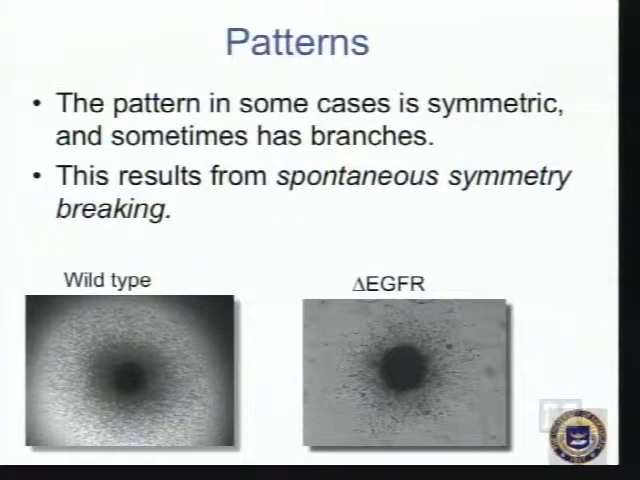 Patterns
• The pattern in some cases is symmetric,
and sometimes has branches.
• This results from spontaneous symmetry
breaking.
Wild type
ΔEGFR